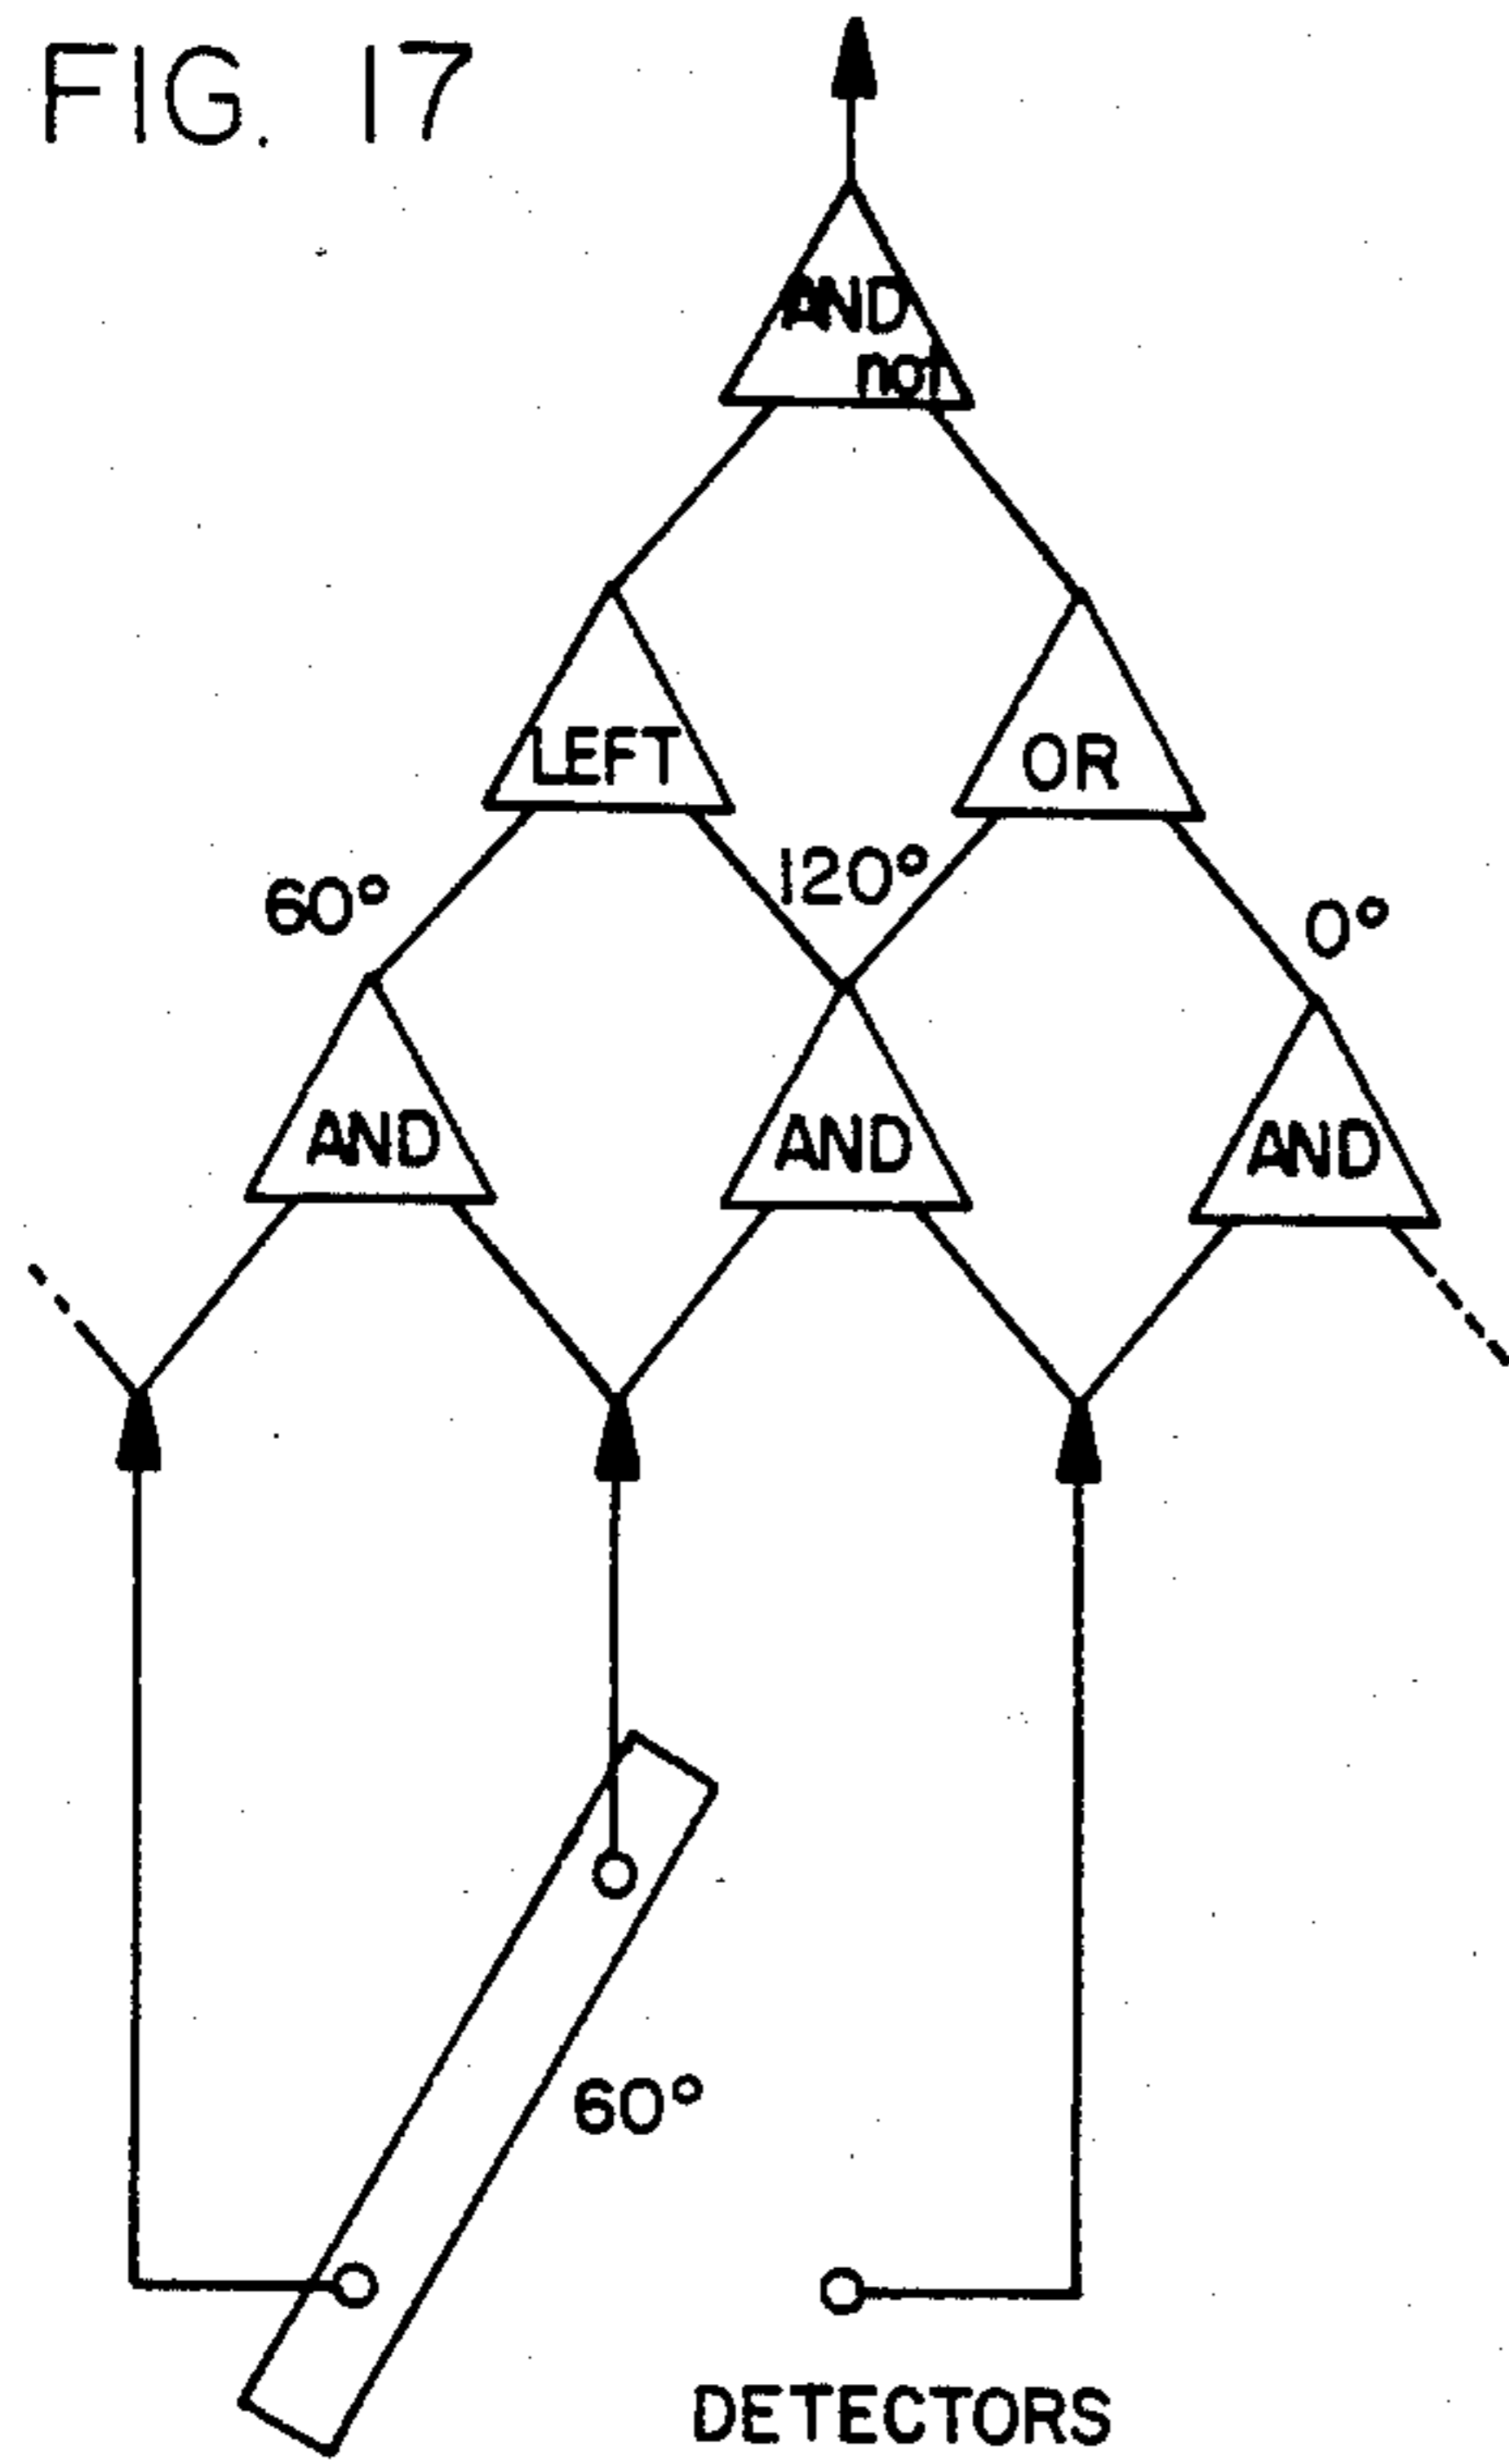 FIG. 17
AND
not
LEFT
OR
60°
120°
0°
AND
AND
AND
60°
DETECTORS